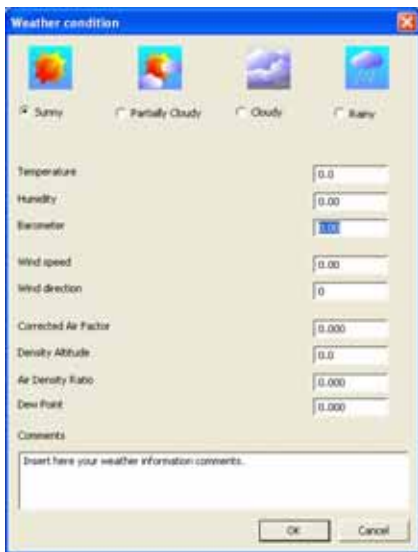 Weather condition
Sunny Partially Cloudy Cloudy Rainy
Temperature 0.0
Humidity 0.00
Barometer 0.00
Wind speed 0.00
Wind direction 0
Corrected Air Factor 0.000
Density Altitude 0.0
Air Density Ratio 0.000
Dew Point 0.000
Comments
Insert here your weather information comments.
OK Cancel